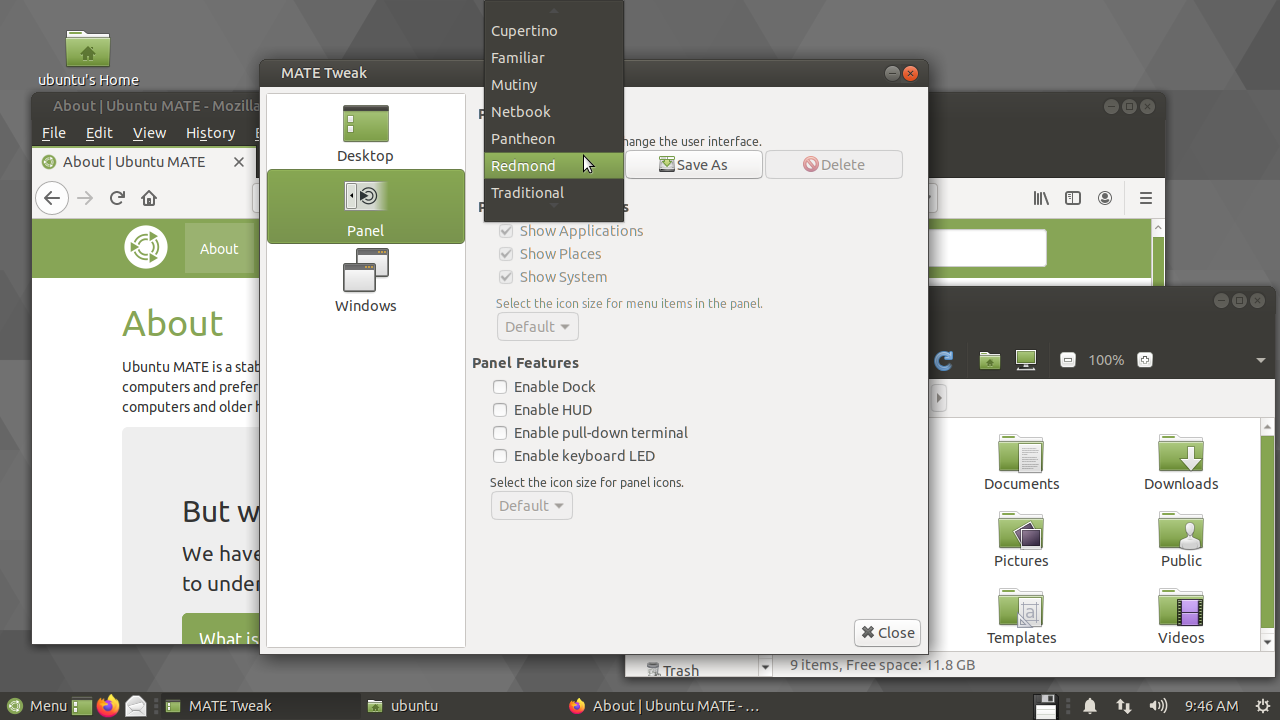 ubuntu's Home
About | Ubuntu MATE - Mozilla
File Edit View History
About | Ubuntu MATE
About
About
Ubuntu MATE is a stab
computers and prefer
computers and older h
But w
We have
to under
What is
MATE Tweak
Desktop
Panel
Windows
Cupertino
Familiar
Mutiny
Netbook
Pantheon
Redmond
Traditional
hange the user interface.
Save As
Delete
Show Applications
Show Places
Show System
Select the icon size for menu items in the panel.
Default
Panel Features
Enable Dock
Enable HUD
Enable pull-down terminal
Enable keyboard LED
Select the icon size for panel icons.
Default
Close
100%
Documents
Downloads
Pictures
Public
Templates
Videos
Trash
9 items, Free space: 11.8 GB
Menu
MATE Tweak
ubuntu
About | Ubuntu MATE - ...
9:46 AM